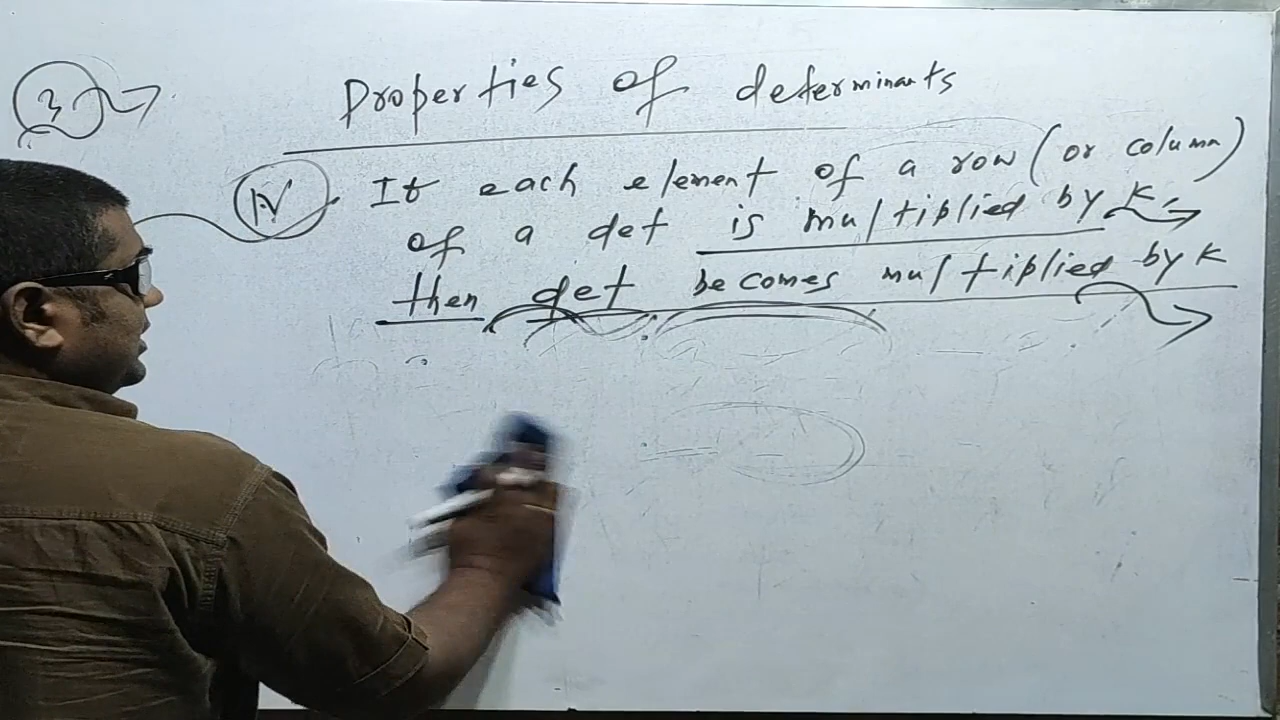 3
Properties of determinants
IV If each element of a row (or column)
of a det is multiplied by K,
then det becomes multiplied by K